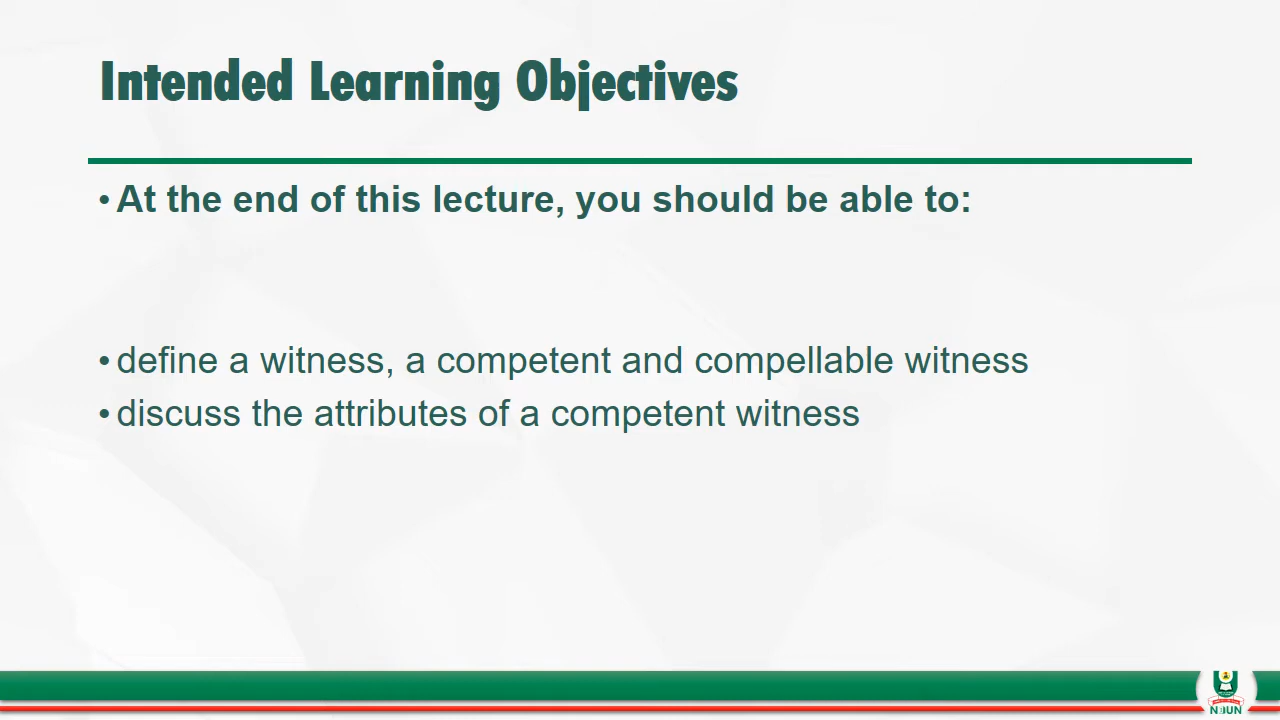 Intended Learning Objectives
• At the end of this lecture, you should be able to:
• define a witness, a competent and compellable witness
• discuss the attributes of a competent witness
NOUN